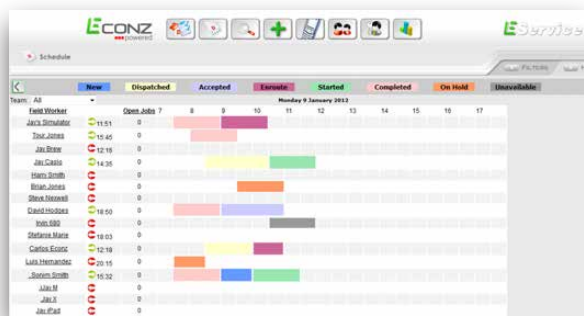 ECONZ
powered
EService
Schedule
FILTERS
New Dispatched Accepted Enroute Started Completed On Hold Unavailable
Team: All Monday 9 January 2012
Field Worker Open Jobs 7 8 9 10 11 12 13 14 15 16 17
Jay's Simulator 11:51 0
Tour Jones 15:45 0
Jay Brew 12:16 0
Jay Casio 14:35 0
Harry Smith 0
Brian Jones 0
Steve Neswell 0
David Hodges 18:50 0
Irvin 680 0
Stefanie Marie 18:03 0
Carlos Econz 12:18 0
Luis Hernandez 20:15 0
Sonim Smith 15:32 0
JJay M 0
Jay X 0
Jay iPad 0